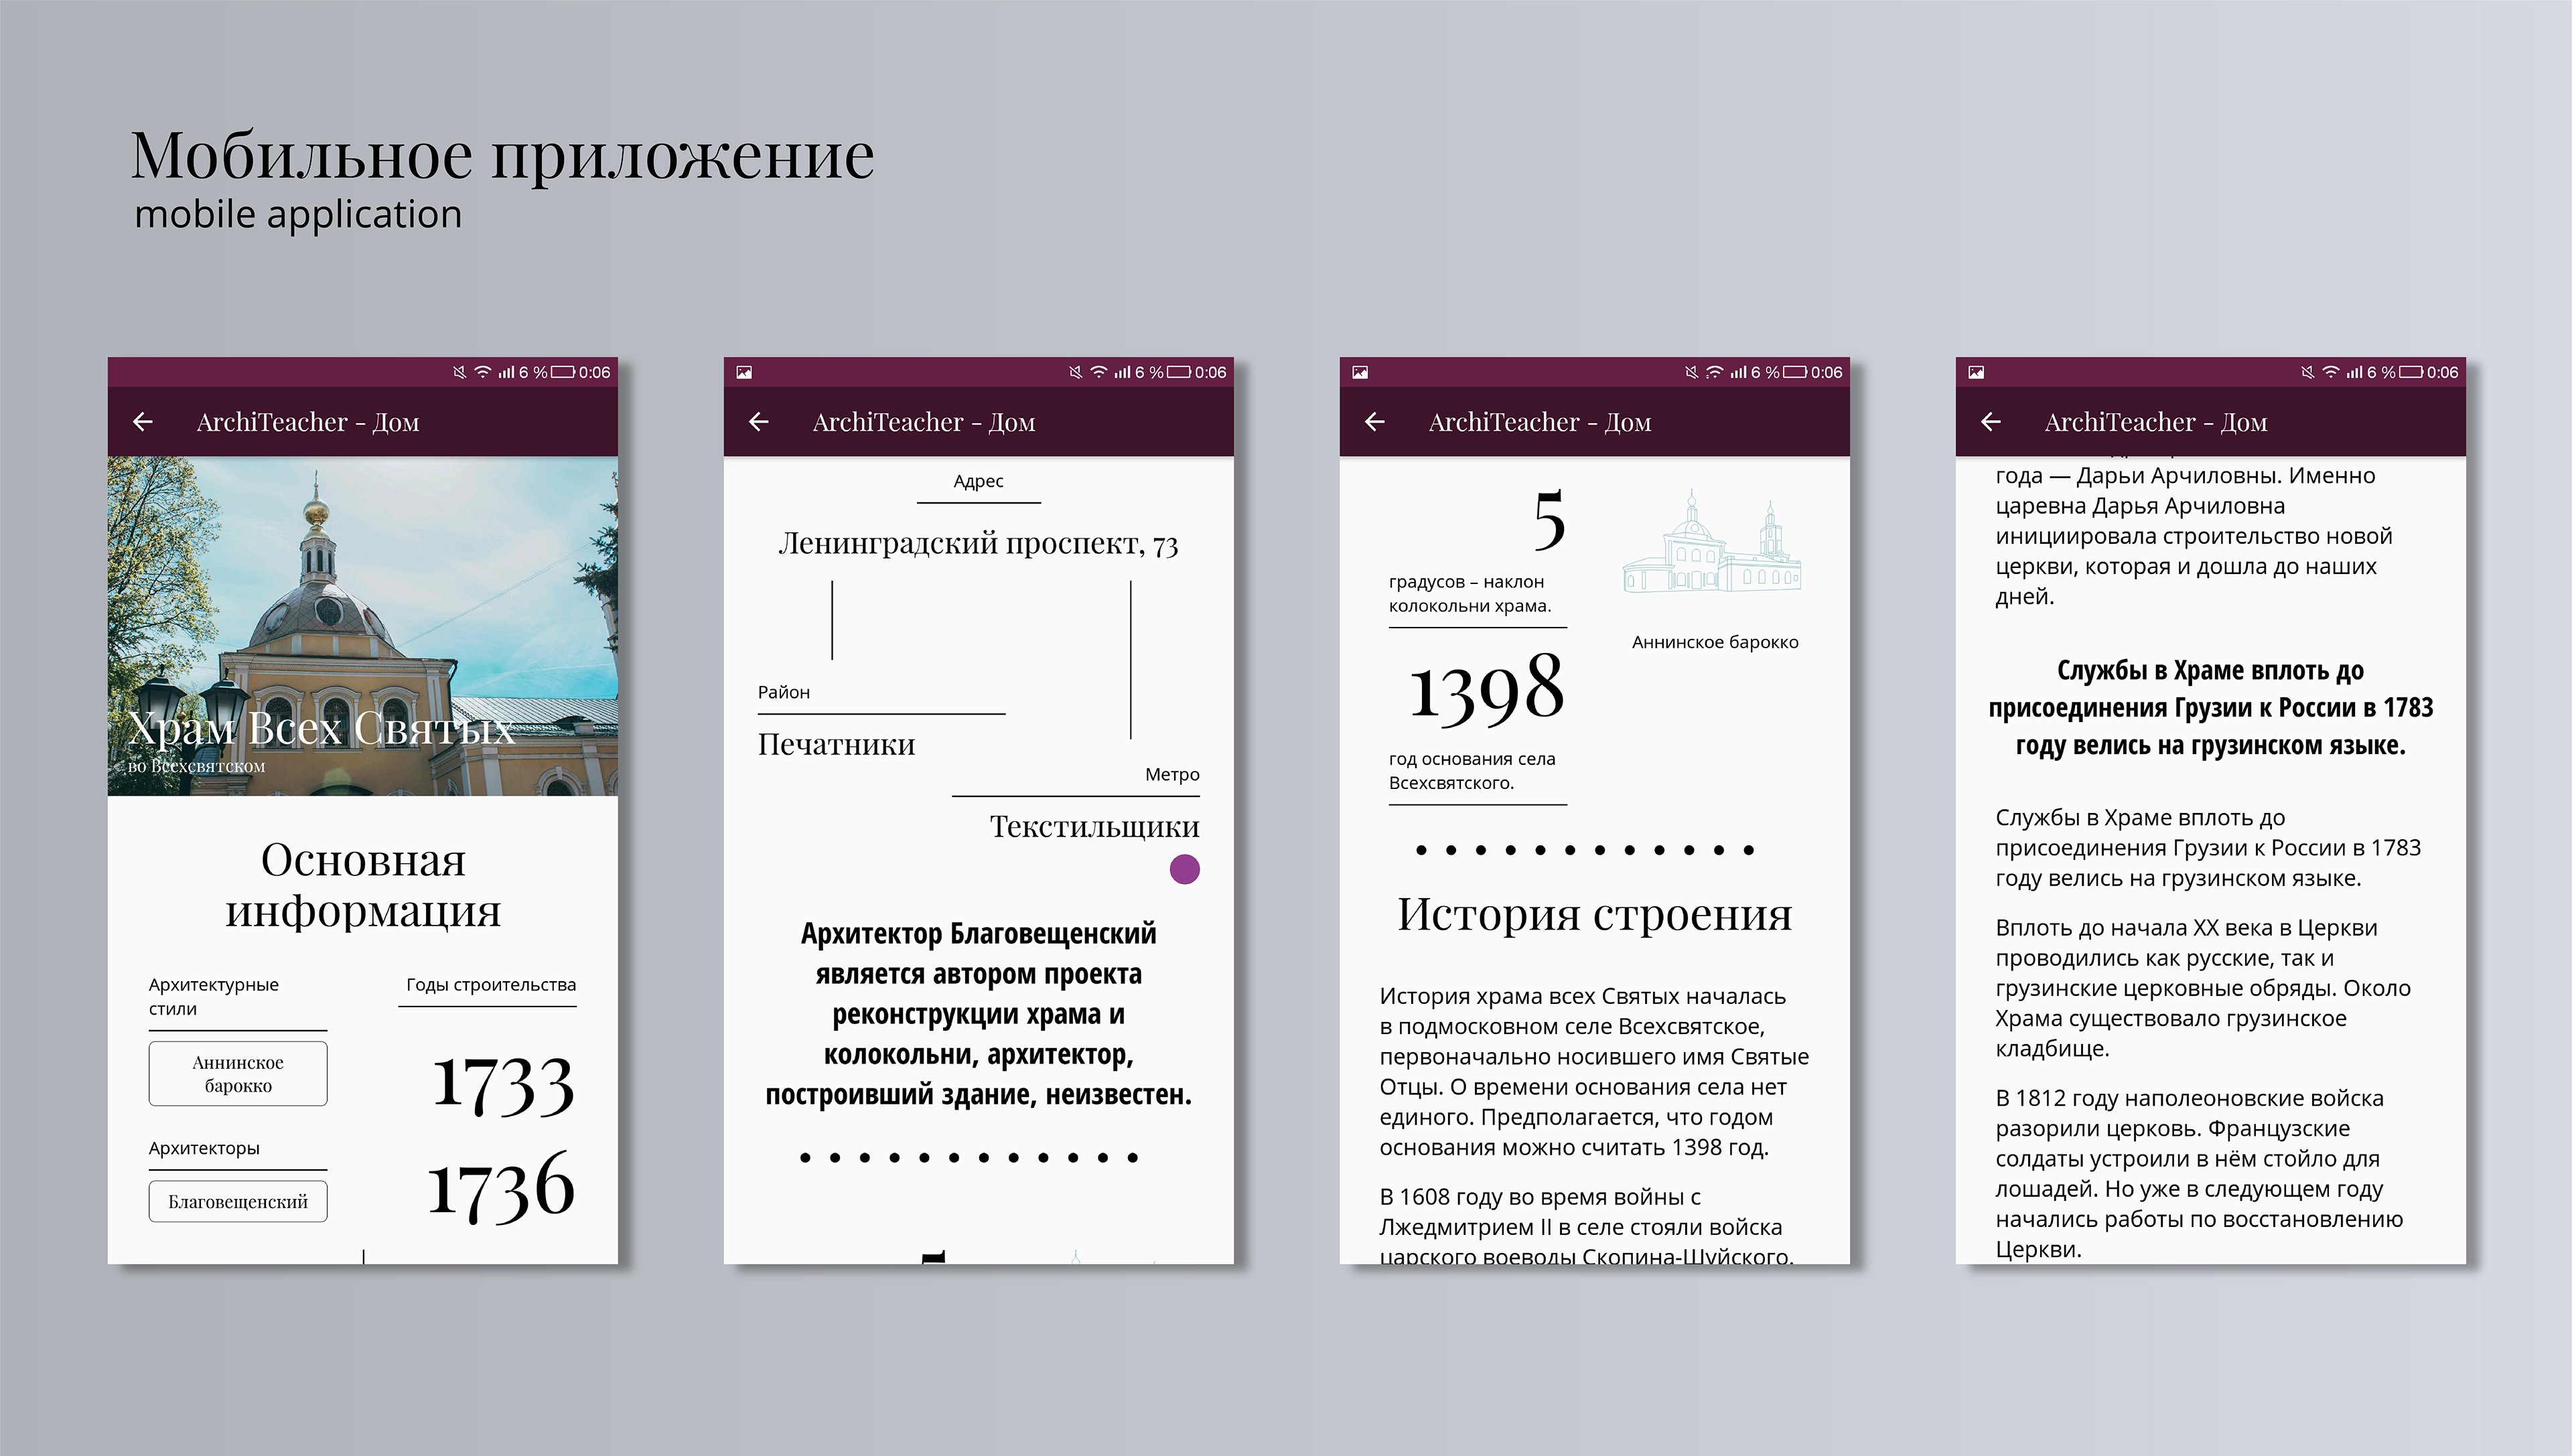 Мобильное приложение
mobile application
6 % 0:06
ArchiTeacher – Дом
Храм Всех Святых
во Всехсвятском
Основная
информация
Архитектурные
стили
Годы строительства
Аннинское
барокко
1733
Архитекторы
1736
Благовещенский
6 % 0:06
ArchiTeacher – Дом
Адрес
Ленинградский проспект, 73
Район
Печатники
Метро
Текстильщики
Архитектор Благовещенский
является автором проекта
реконструкции храма и
колокольни, архитектор,
построивший здание, неизвестен.
5
6 % 0:06
ArchiTeacher – Дом
5
градусов – наклон
колокольни храма.
Аннинское барокко
1398
год основания села
Всехсвятского.
История строения
История храма всех Святых началась
в подмосковном селе Всехсвятское,
первоначально носившего имя Святые
Отцы. О времени основания села нет
единого. Предполагается, что годом
основания можно считать 1398 год.
В 1608 году во время войны с
Лжедмитрием II в селе стояли войска
царского воеводы Скопина-Шуйского.
6 % 0:06
ArchiTeacher – Дом
года — Дарьи Арчиловны. Именно
царевна Дарья Арчиловна
инициировала строительство новой
церкви, которая и дошла до наших
дней.
Службы в Храме вплоть до
присоединения Грузии к России в 1783
году велись на грузинском языке.
Службы в Храме вплоть до
присоединения Грузии к России в 1783
году велись на грузинском языке.
Вплоть до начала XX века в Церкви
проводились как русские, так и
грузинские церковные обряды. Около
Храма существовало грузинское
кладбище.
В 1812 году наполеоновские войска
разорили церковь. Французские
солдаты устроили в нём стойло для
лошадей. Но уже в следующем году
начались работы по восстановлению
Церкви.